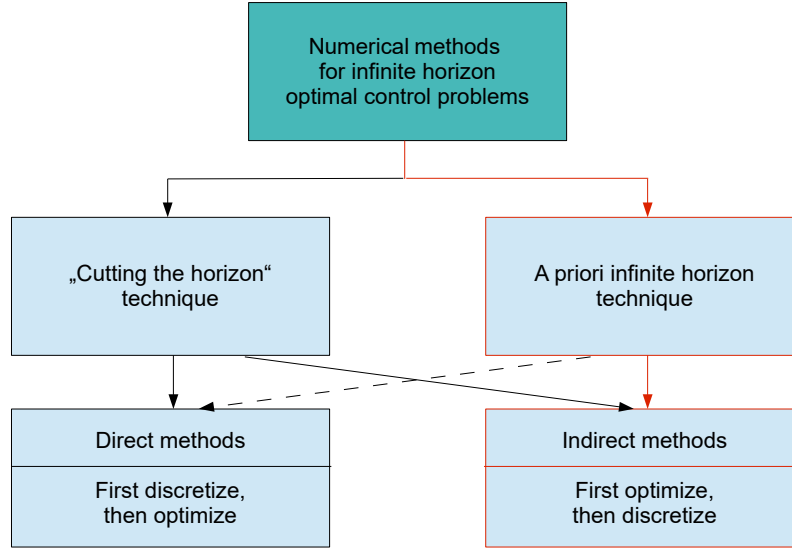 Numerical methods
for infinite horizon
optimal control problems
„Cutting the horizon“
technique
A priori infinite horizon
technique
Direct methods
First discretize,
then optimize
Indirect methods
First optimize,
then discretize